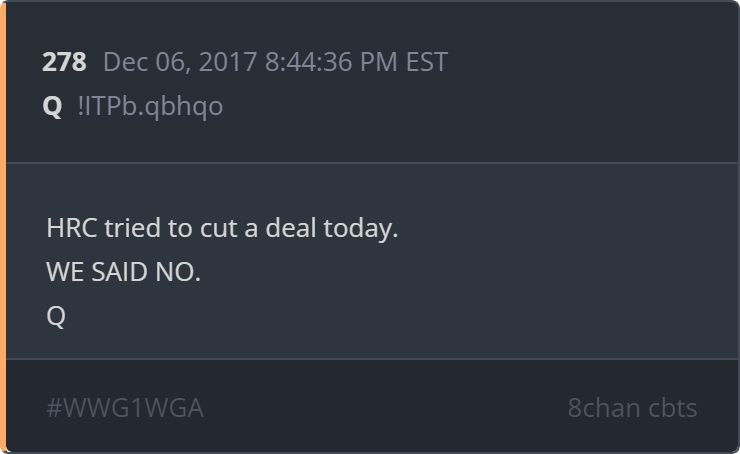 278 Dec 06, 2017 8:44:36 PM EST
Q !ITPb.qbhqo
HRC tried to cut a deal today.
WE SAID NO.
Q
#WWG1WGA 8chan cbts